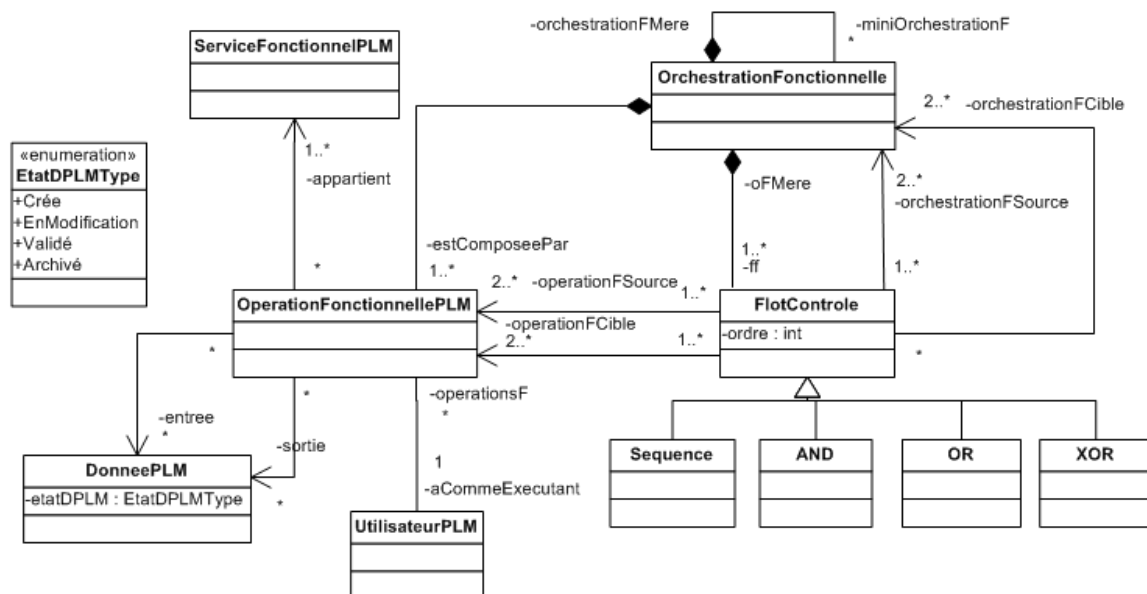 -orchestrationFMere
-miniOrchestrationF
*
ServiceFonctionnelPLM
OrchestrationFonctionnelle
2..*
-orchestrationFCible
«enumeration»
EtatDPLMType
+Crée
+EnModification
+Validé
+Archivé
1..*
-appartient
-oFMere
2..*
-orchestrationFSource
-estComposeePar
1..*
*
1..*
-ff
1..*
2..*
-operationFSource
1..*
OperationFonctionnellePLM
FlotControle
-operationFCible
-ordre : int
2..*
1..*
*
*
*
-operationsF
*
-entree
*
-sortie
Sequence
AND
OR
XOR
DonneePLM
1
-etatDPLM : EtatDPLMType
*
-aCommeExecutant
UtilisateurPLM